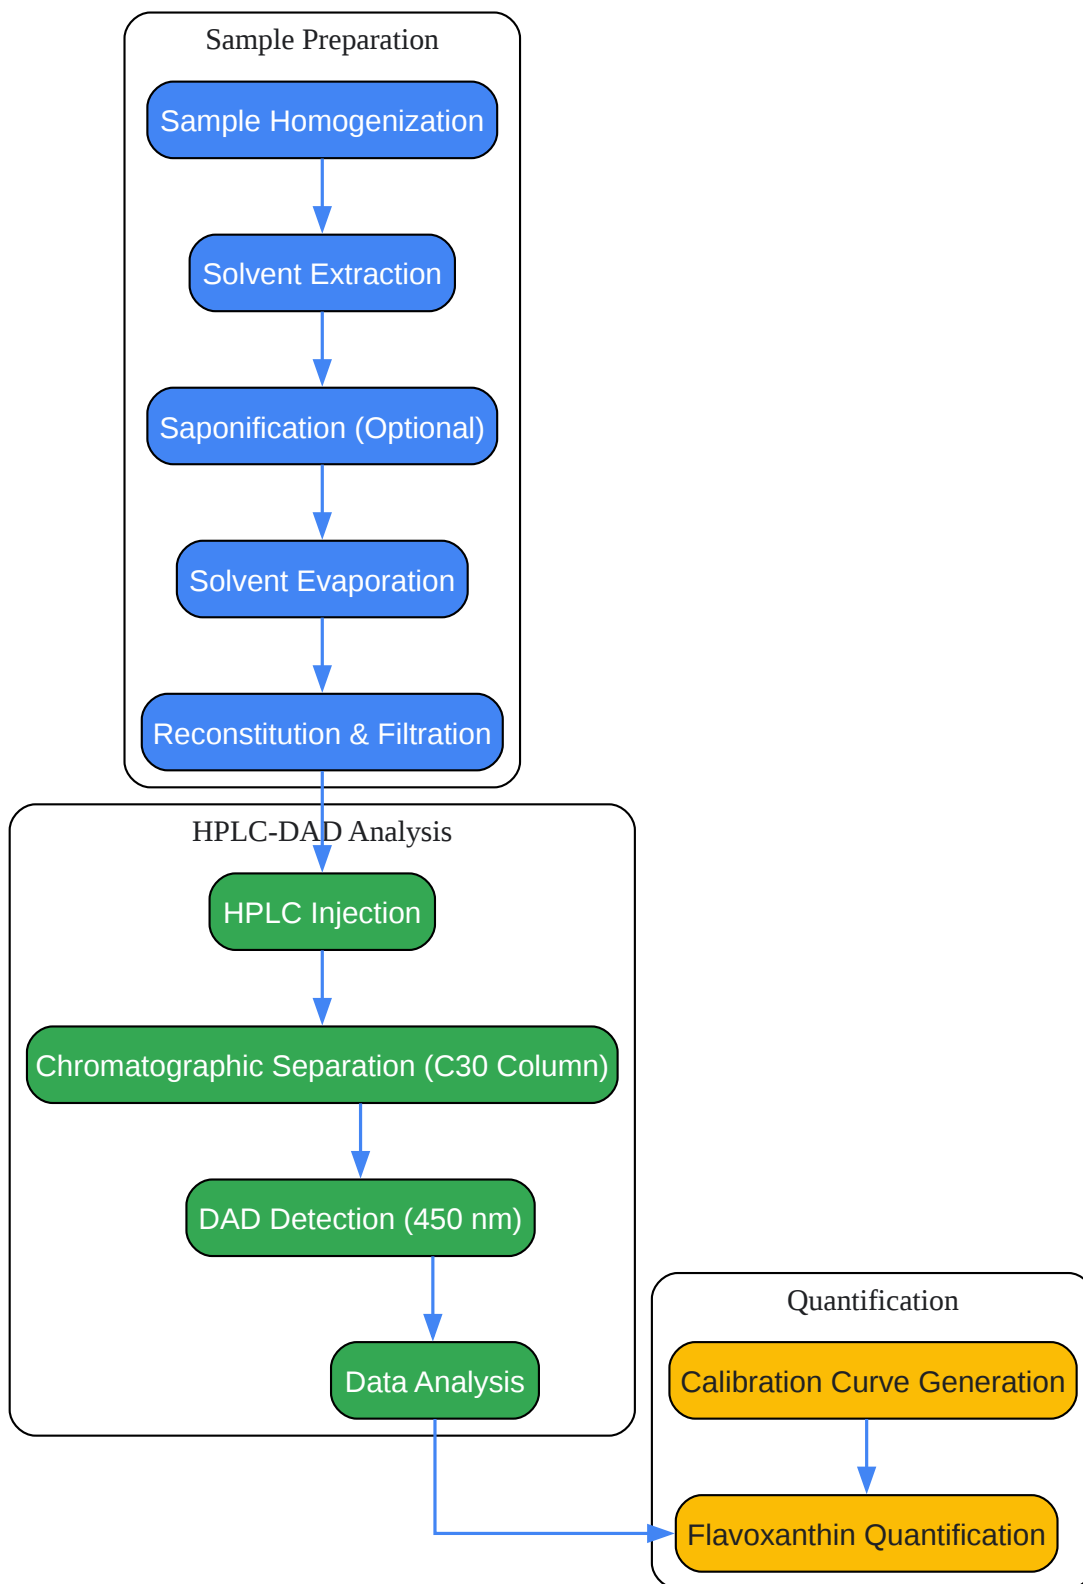 Sample Preparation
Sample Homogenization
Solvent Extraction
Saponification (Optional)
Solvent Evaporation
Reconstitution & Filtration
HPLC-DAD Analysis
HPLC Injection
Chromatographic Separation (C30 Column)
DAD Detection (450 nm)
Data Analysis
Quantification
Calibration Curve Generation
Flavoxanthin Quantification